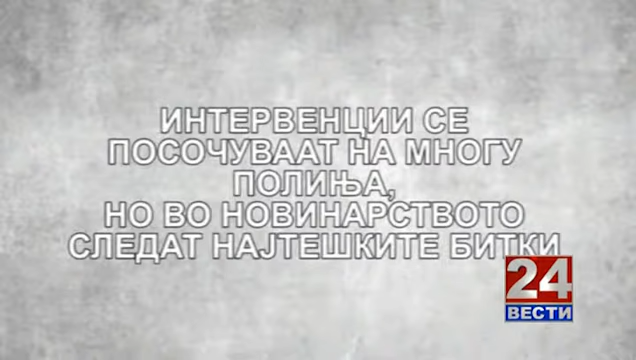 ИНТЕРВЕНЦИИ СЕ
ПОСОЧУВААТ НА МНОГУ
ПОЛИЊА,
НО ВО НОВИНАРСТВОТО
СЛЕДАТ НАЈТЕШКИТЕ БИТКИ
24
ВЕСТИ